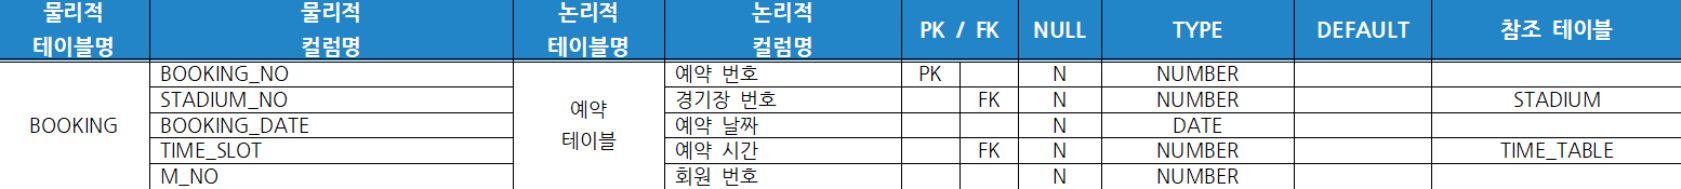 물리적 테이블명 물리적 컬럼명 논리적 테이블명 논리적 컬럼명 PK / FK NULL TYPE DEFAULT 참조 테이블
BOOKING_NO 예약 번호 PK N NUMBER
STADIUM_NO 경기장 번호 FK N NUMBER STADIUM
BOOKING 예약 테이블
BOOKING_DATE 예약 날짜 N DATE
TIME_SLOT 예약 시간 FK N NUMBER TIME_TABLE
M_NO 회원 번호 N NUMBER